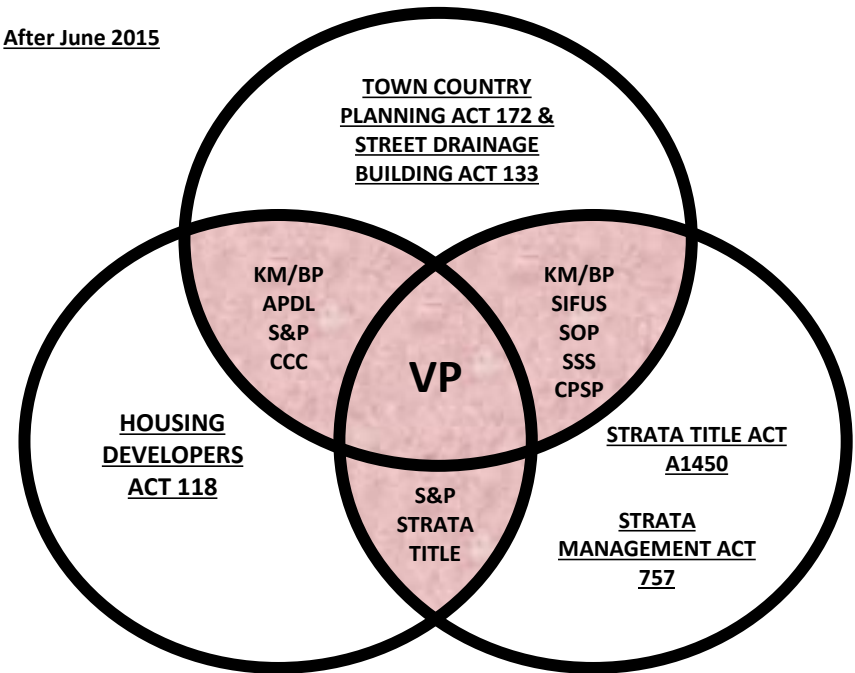 After June 2015
TOWN COUNTRY
PLANNING ACT 172 &
STREET DRAINAGE
BUILDING ACT 133
KM/BP
APDL
S&P
CCC
KM/BP
SIFUS
SOP
SSS
CPSP
VP
HOUSING
DEVELOPERS
ACT 118
STRATA TITLE ACT
A1450
STRATA
MANAGEMENT ACT
757
S&P
STRATA
TITLE